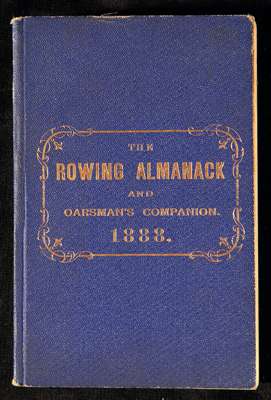 THE
ROWING ALMANACK
AND
OARSMAN'S COMPANION.
1888.